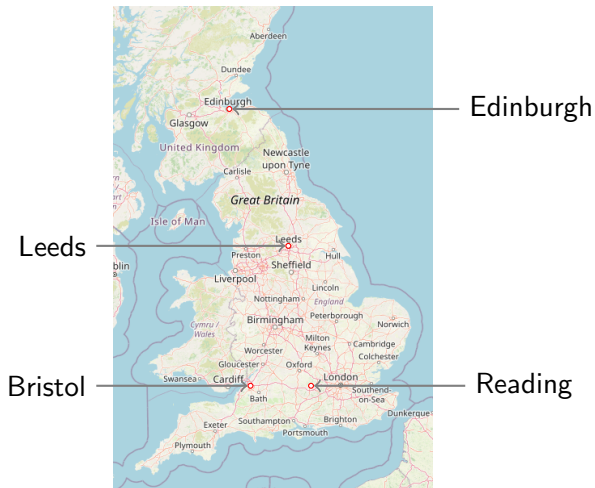 Aberdeen
Dundee
Edinburgh
Edinburgh
Glasgow
United Kingdom
Newcastle
upon Tyne
Carlisle
Great Britain
Isle of Man
Leeds
Leeds
Preston
Hull
blin
Sheffield
Liverpool
Lincoln
Nottingham
England
Peterborough
Norwich
Birmingham
Cymru /
Wales
Milton
Keynes
Cambridge
Worcester
Colchester
Gloucester
Oxford
Swansea
Cardiff
London
Bristol
Reading
Bath
Southend-
on-Sea
Dunkerque
Exeter
Southampton
Brighton
Portsmouth
Plymouth